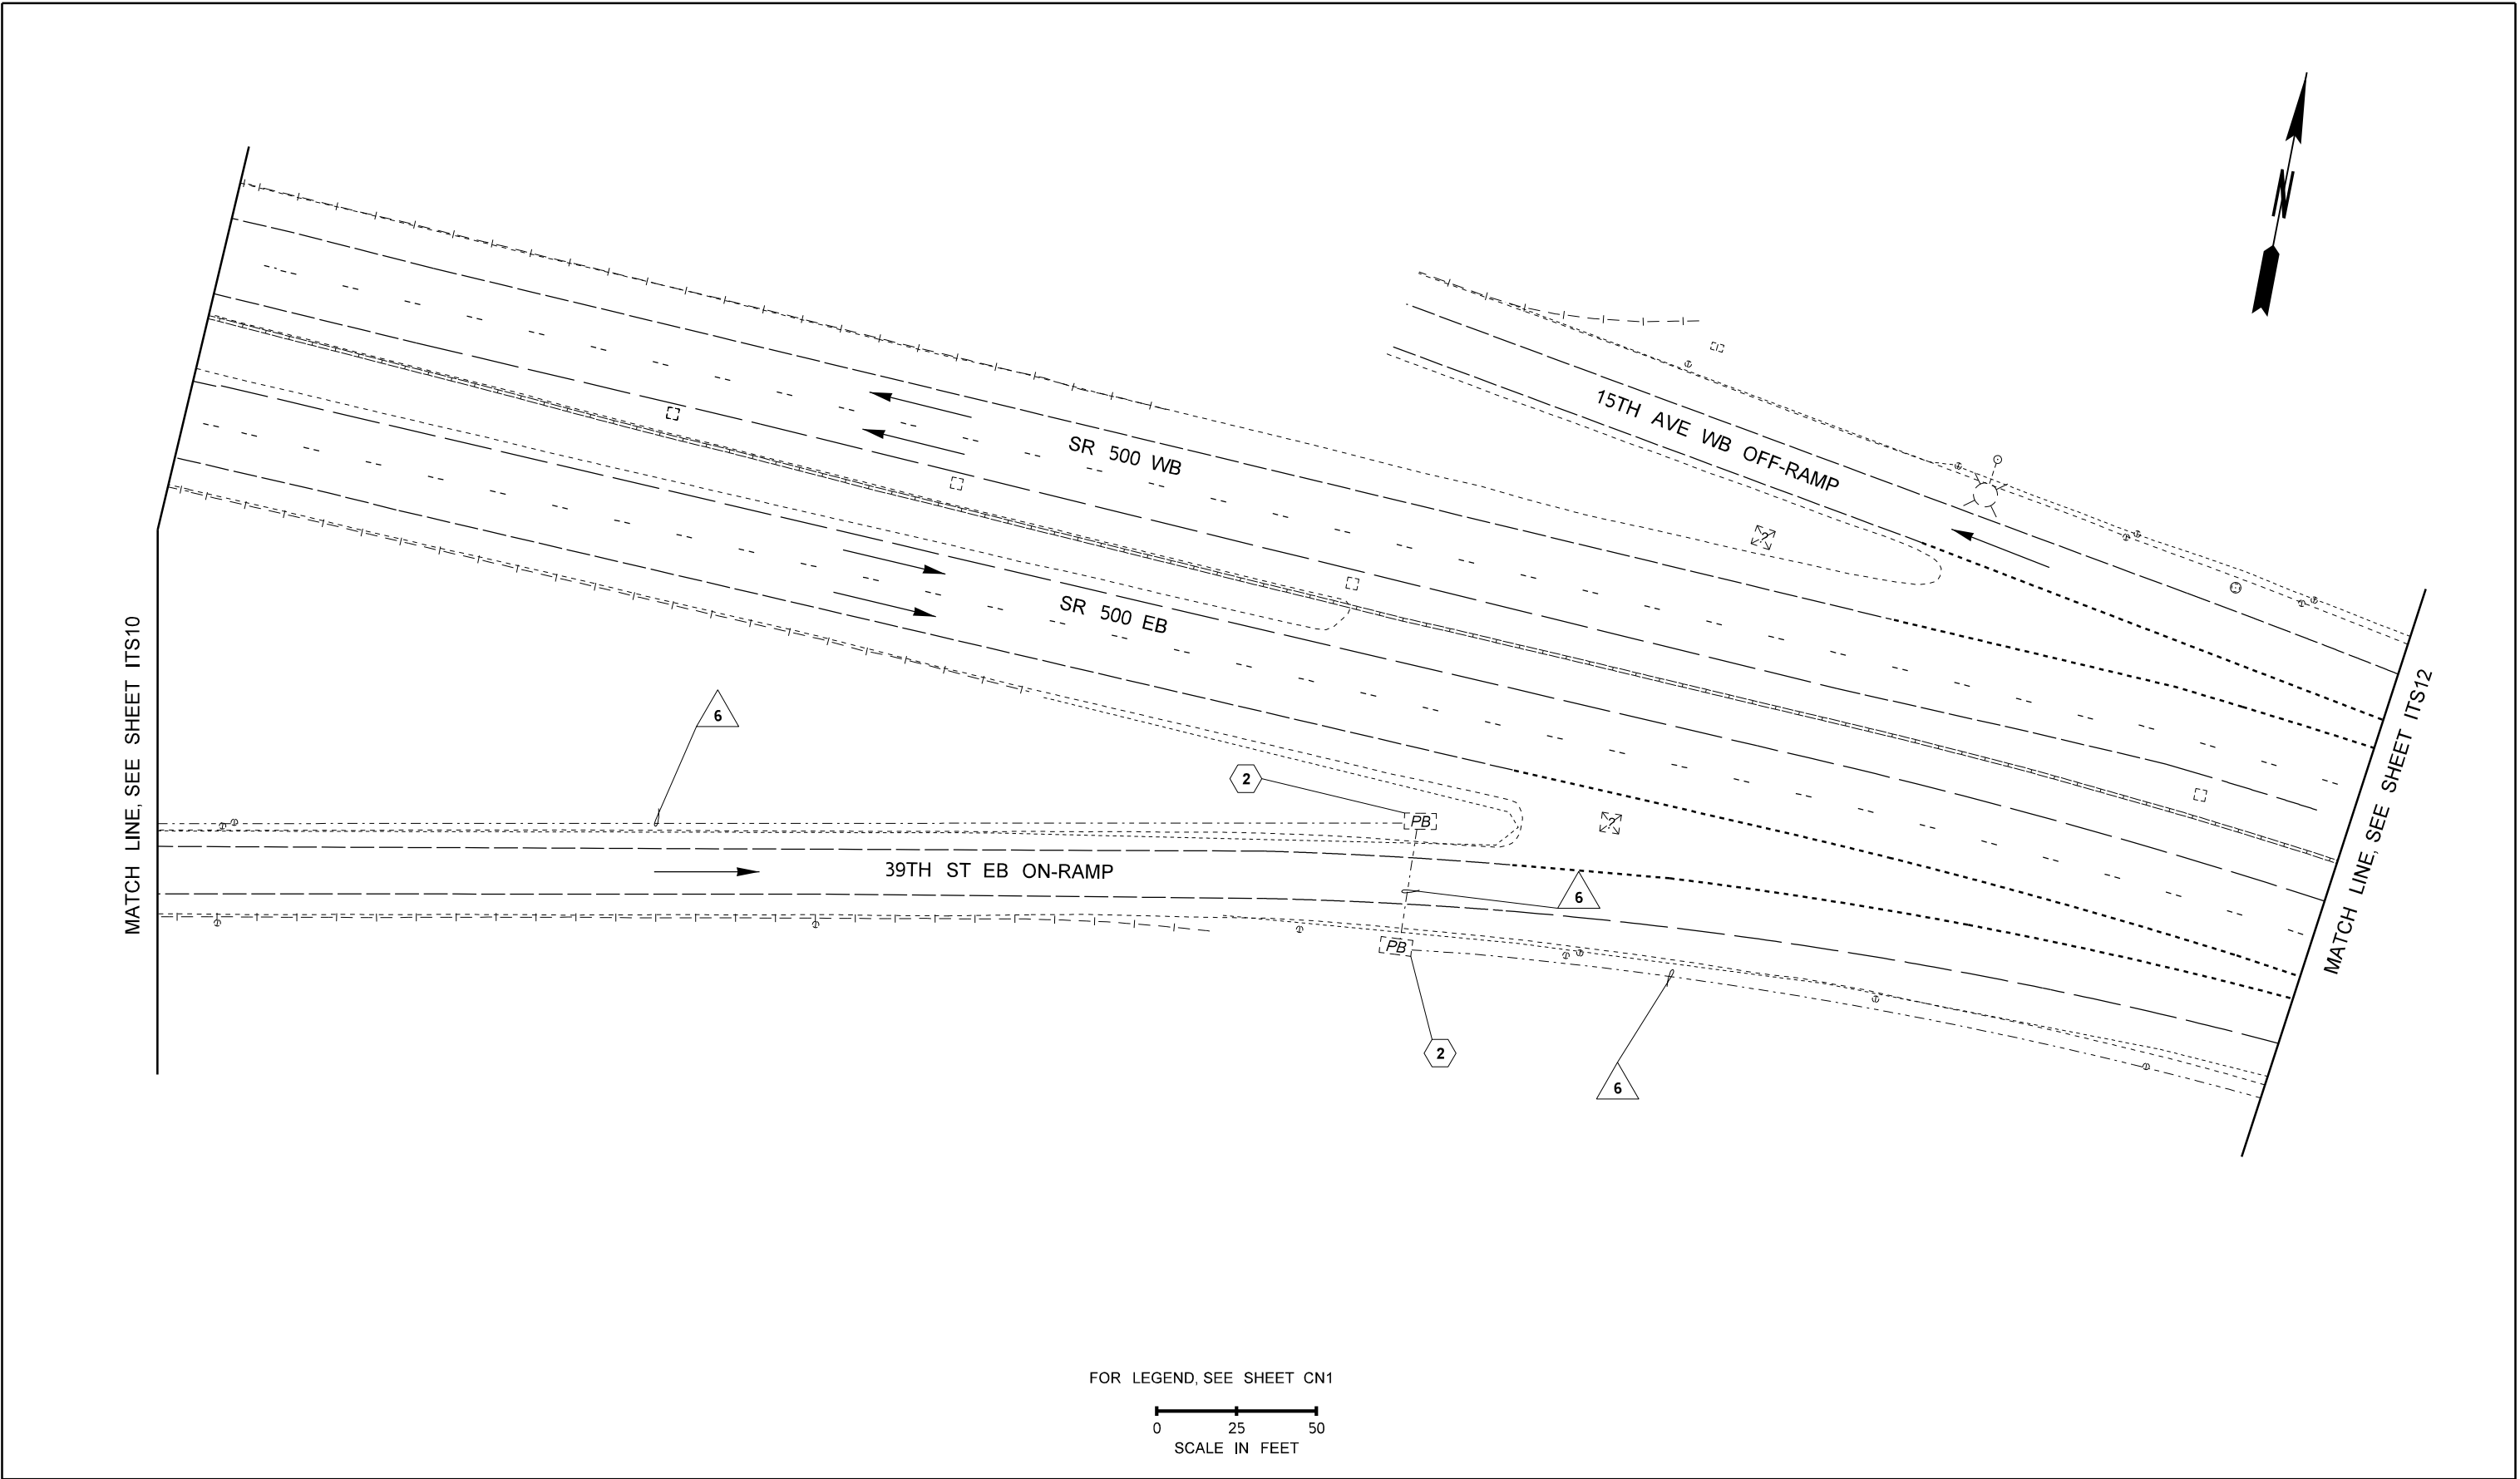 N
15TH AVE WB OFF-RAMP
SR 500 WB
SR 500 EB
MATCH LINE, SEE SHEET ITS10
MATCH LINE, SEE SHEET ITS12
6
2
PB
39TH ST EB ON-RAMP
6
PB
2
6
?
?
FOR LEGEND, SEE SHEET CN1
0 25 50
SCALE IN FEET